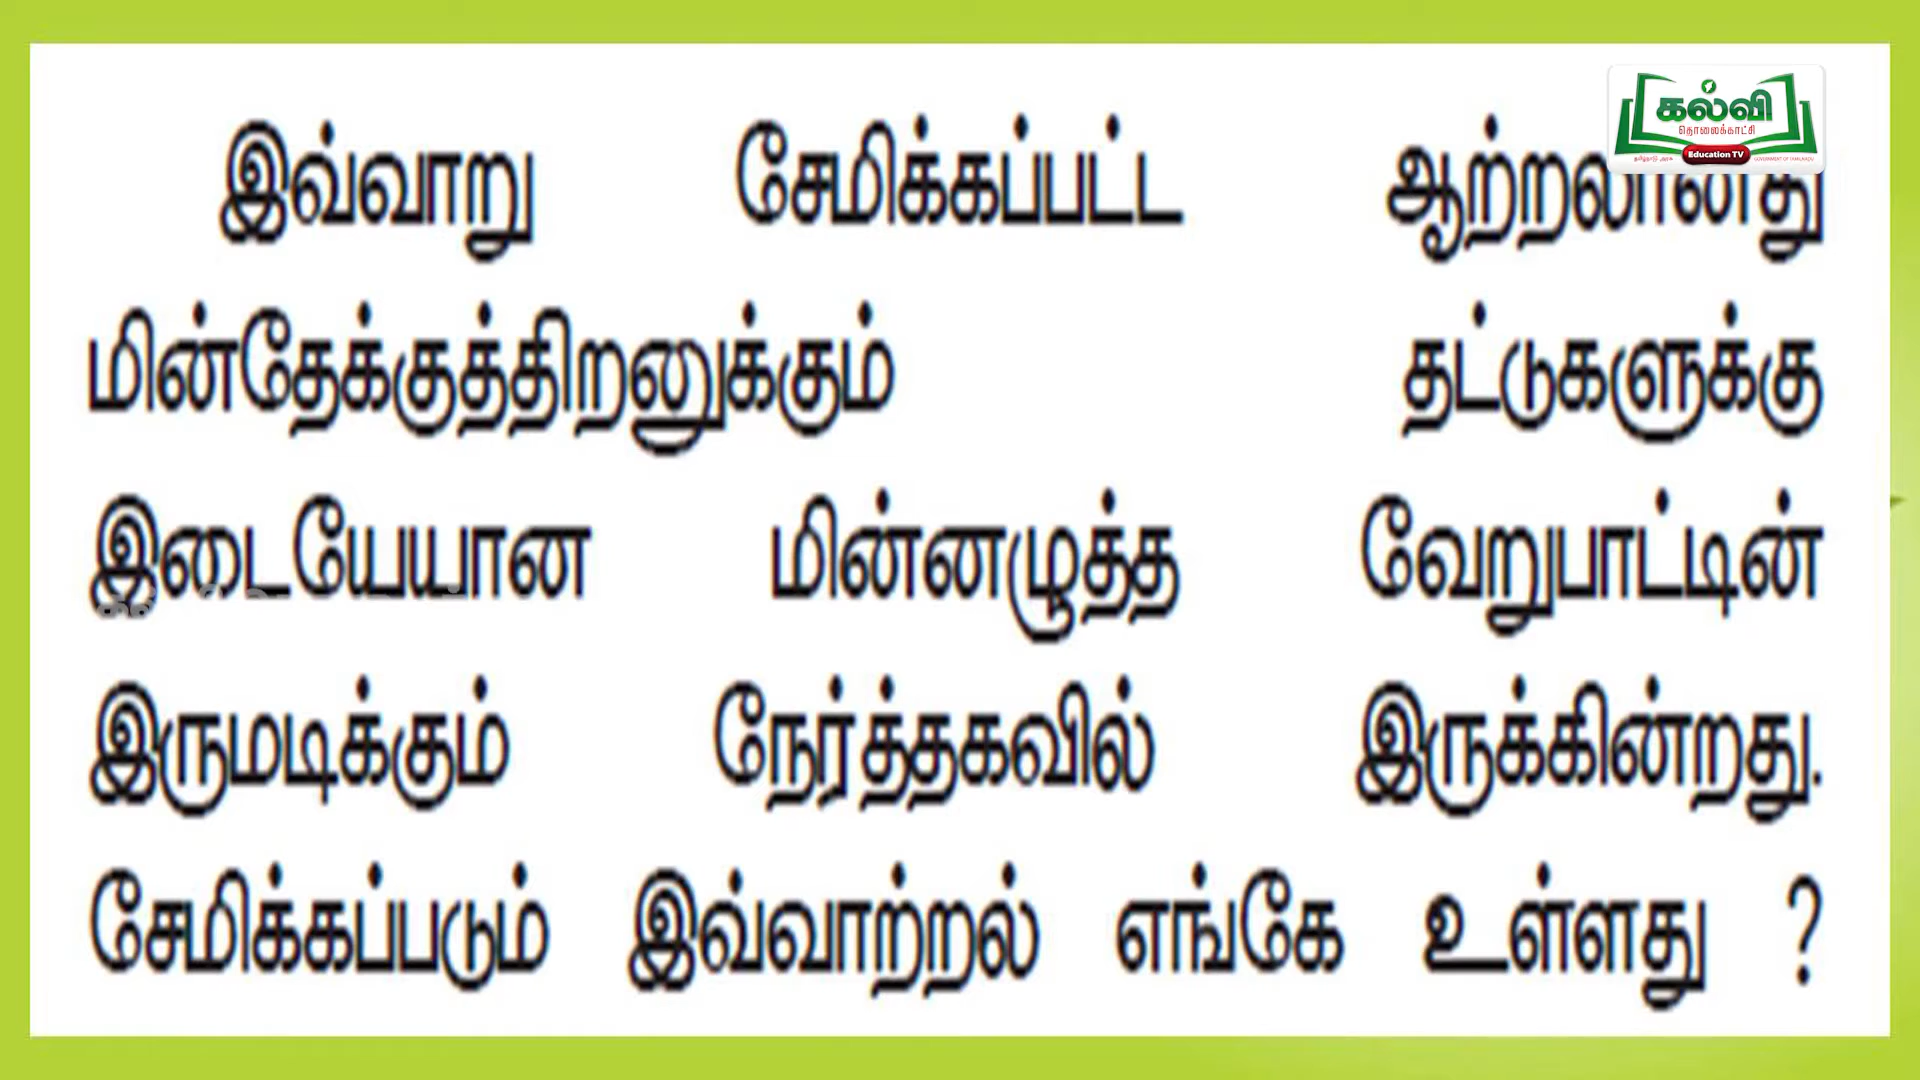 கல்வி
தொலைக்காட்சி
Education TV
இவ்வாறு சேமிக்கப்பட்ட ஆற்றலானது
மின்தேக்குத்திறலுக்கும் தட்டுகளுக்கு
இடையேயான மின்னழுத்த வேறுபாட்டின்
இருமடிக்கும் நேர்த்தகவில் இருக்கின்றது.
சேமிக்கப்படும் இவ்வாற்றல் எங்கே உள்ளது ?